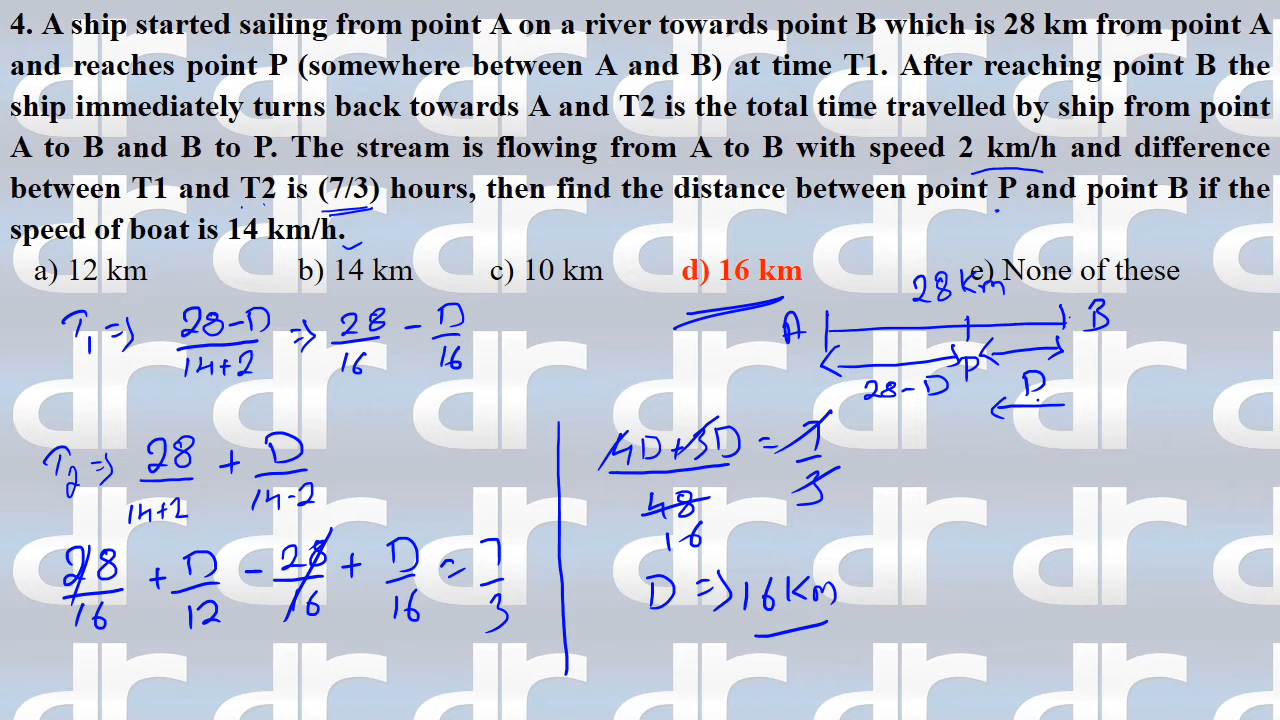 4. A ship started sailing from point A on a river towards point B which is 28 km from point A
and reaches point P (somewhere between A and B) at time T1. After reaching point B the
ship immediately turns back towards A and T2 is the total time travelled by ship from point
A to B and B to P. The stream is flowing from A to B with speed 2 km/h and difference
between T1 and T2 is (7/3) hours, then find the distance between point P and point B if the
speed of boat is 14 km/h.
a) 12 km b) 14 km c) 10 km d) 16 km e) None of these
28 Km
A B
P
28-D D
T1 => 28-D/14+2 => 28/16 - D/16
T2 => 28/14+2 + D/14-2
28/16 + D/12 - 28/16 + D/16 = 7/3
4D+3D/48 = 7/3
16
D => 16 Km